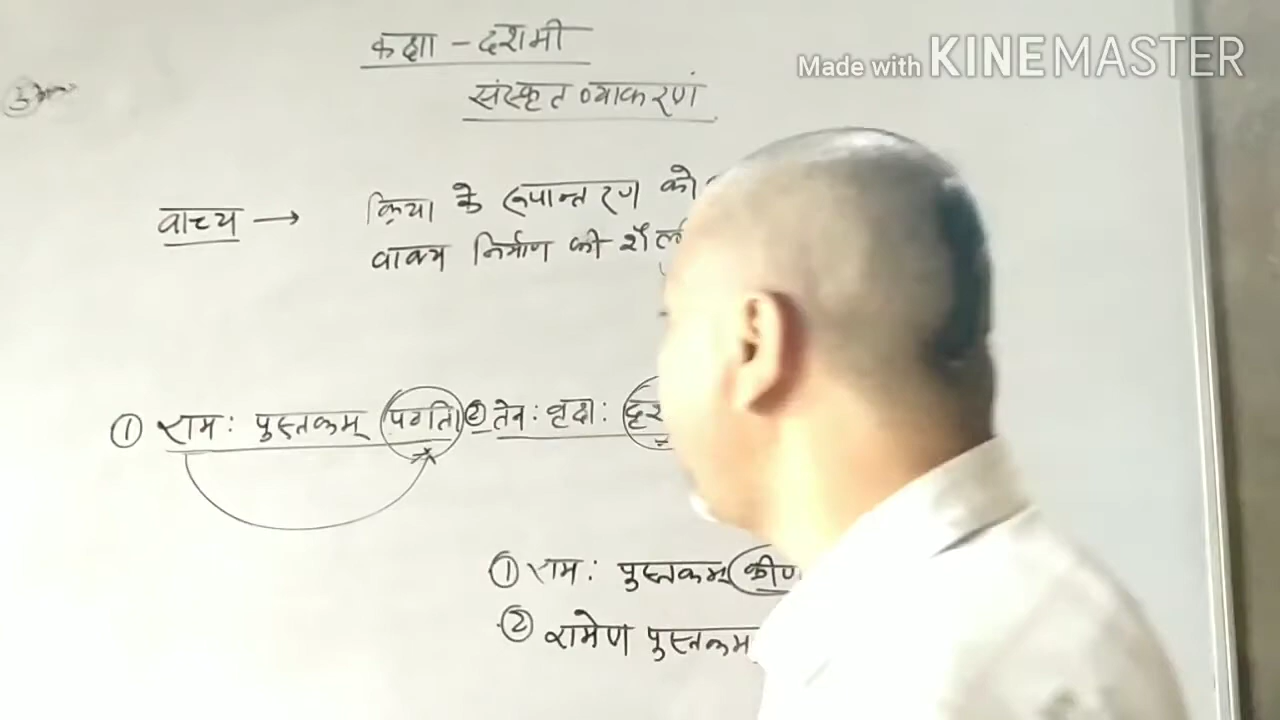 Made with KINEMASTER
कक्षा - दशमी
संस्कृत व्याकरणं
वाच्य → क्रिया के रूपान्तरण को
वाक्य निर्माण की शैली
① रामः पुस्तकम् पठति ② तेनः वृक्षाः
① रामः पुस्तकम्
② रामेण पुस्तकम